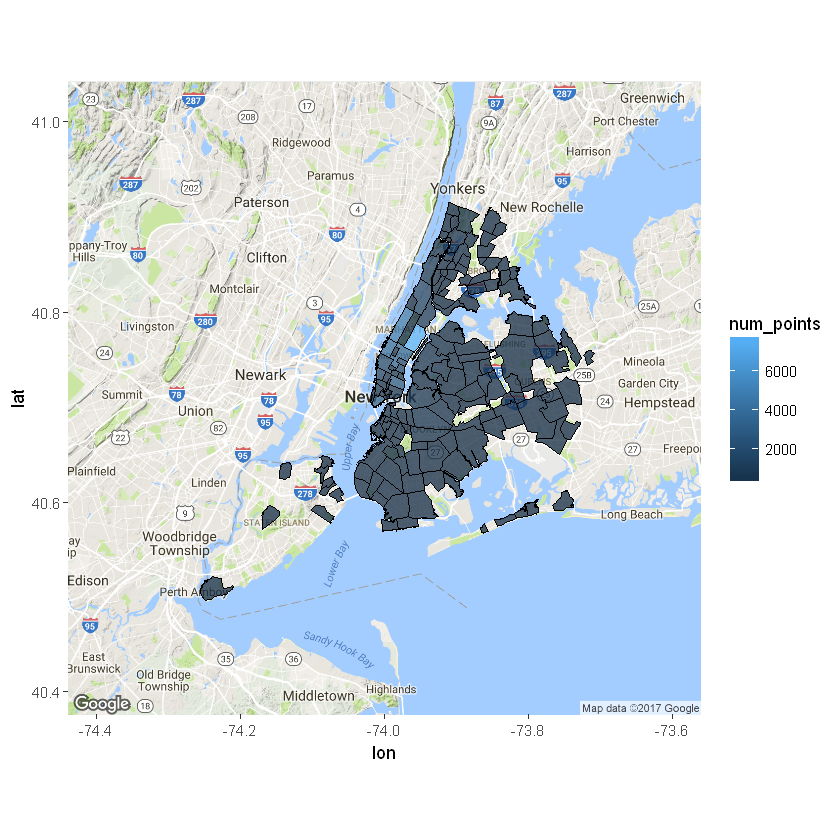 23
287
208
17
87
287
Greenwich
41.0
Port Chester
9A
Ridgewood
Harrison
Paramus
287
202
95
Yonkers
Paterson
4
New Rochelle
ppany-Troy
Hills
80
80
Clifton
Montclair
3
95
25A
40.8
280
Livingston
24
Mineola
25B
Newark
78
Garden City
Summit
78
24
Hempstead
Union
95
New York
22
82
27
27
Upper Bay
Freepor
95
Plainfield
Linden
27
278
40.6
9
STATEN ISLAND
Long Beach
Woodbridge
Township
Lower Bay
Edison
Perth Amboy
95
Sandy Hook Bay
East
Brunswick
35
36
Old Bridge
Township
Highlands
Middletown
40.4
Google
18
Map data ©2017 Google
-74.4
-74.2
-74.0
-73.8
-73.6
lon
lat
num_points
6000
4000
2000